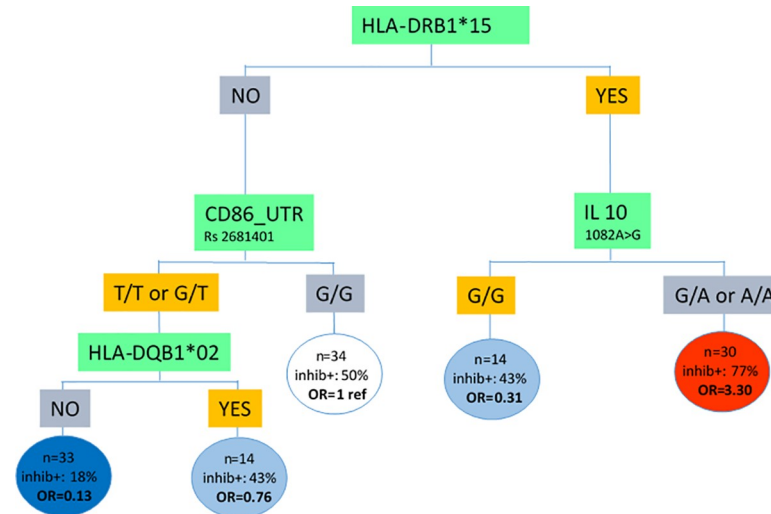 HLA-DRB1*15
NO
YES
CD86_UTR
Rs 2681401
IL 10
1082A>G
T/T or G/T
G/G
G/G
G/A or A/A
HLA-DQB1*02
n=34
inhib+: 50%
OR=1 ref
n=14
inhib+: 43%
OR=0.31
n=30
inhib+: 77%
OR=3.30
NO
YES
n=33
inhib+: 18%
OR=0.13
n=14
inhib+: 43%
OR=0.76